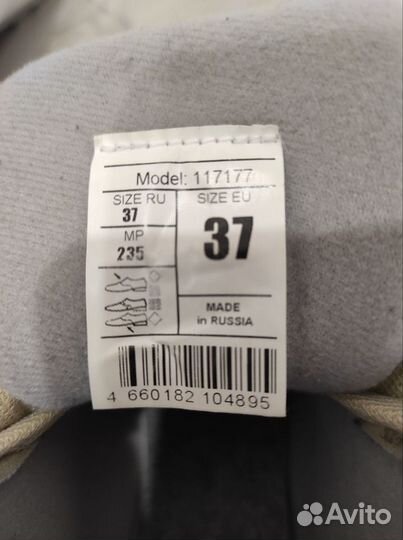 Model: 117177
SIZE RU
37
MP
235
SIZE EU
37
MADE
in RUSSIA
4 660182 104895
Avito